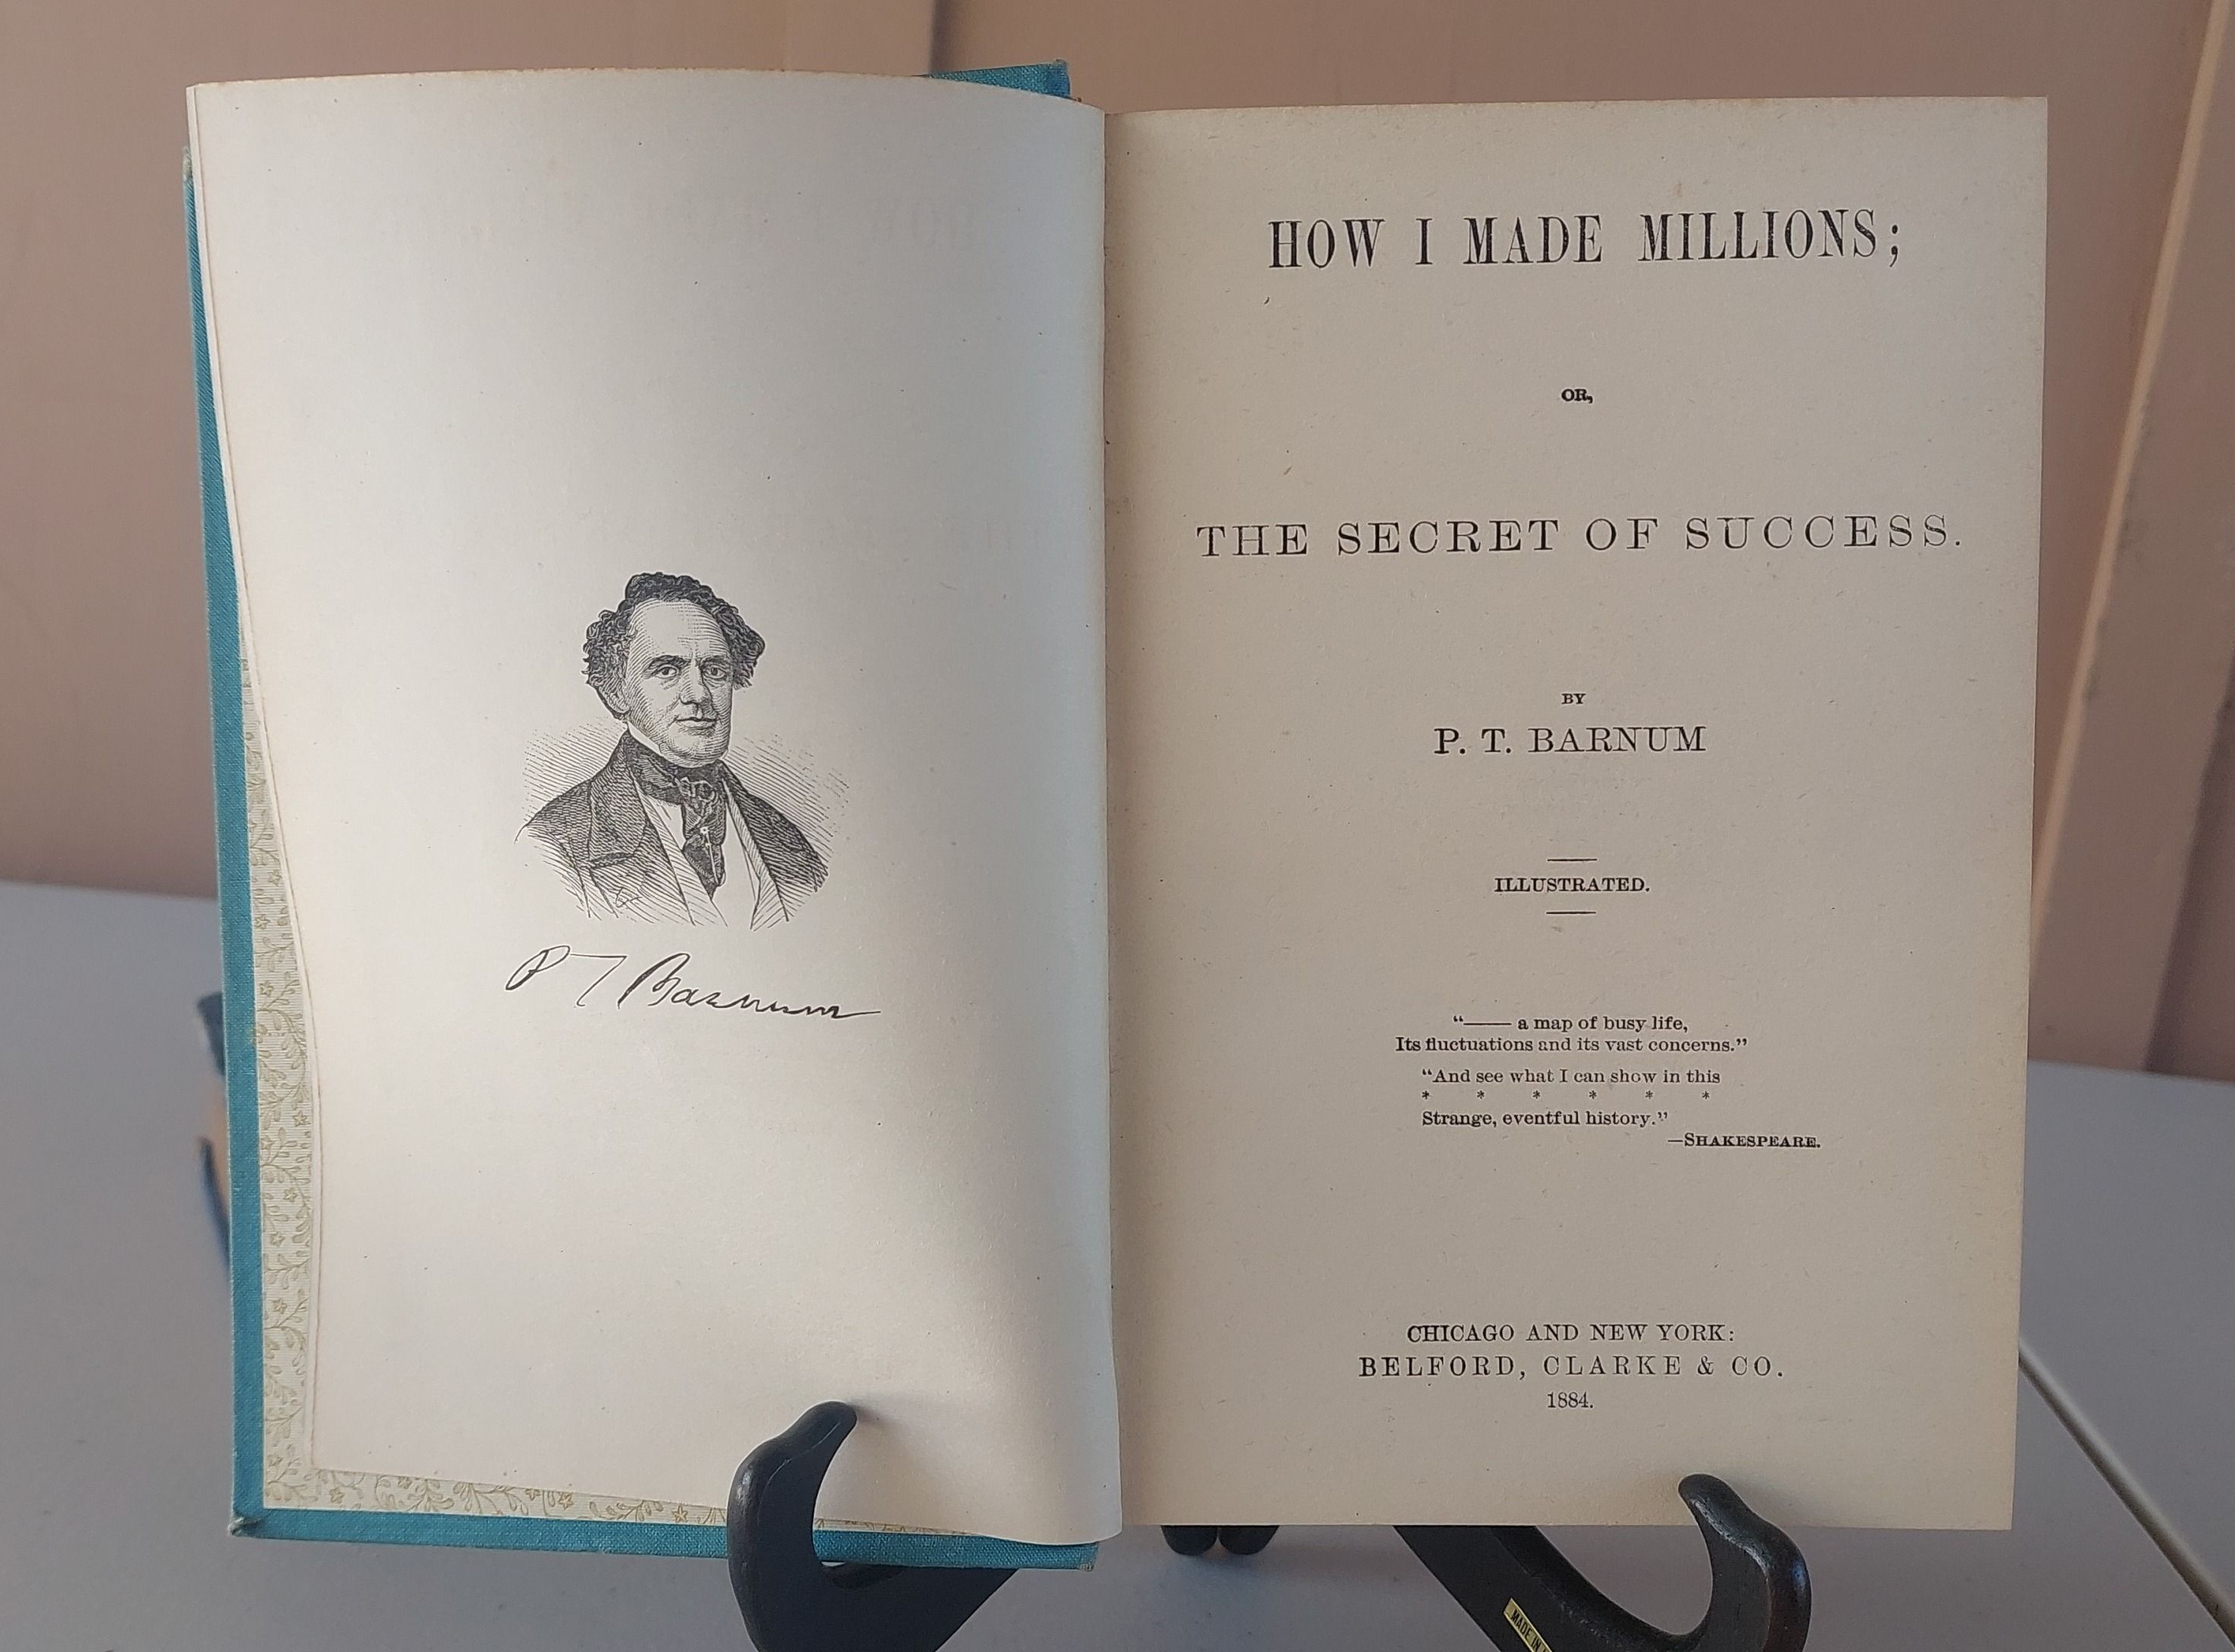 P T Barnum
HOW I MADE MILLIONS;
OR,
THE SECRET OF SUCCESS.
BY
P. T. BARNUM
ILLUSTRATED.
"—— a map of busy life,
Its fluctuations and its vast concerns."
"And see what I can show in this
* * * * * *
Strange, eventful history."
—SHAKESPEARE.
CHICAGO AND NEW YORK:
BELFORD, CLARKE & CO.
1884.
MADE IN